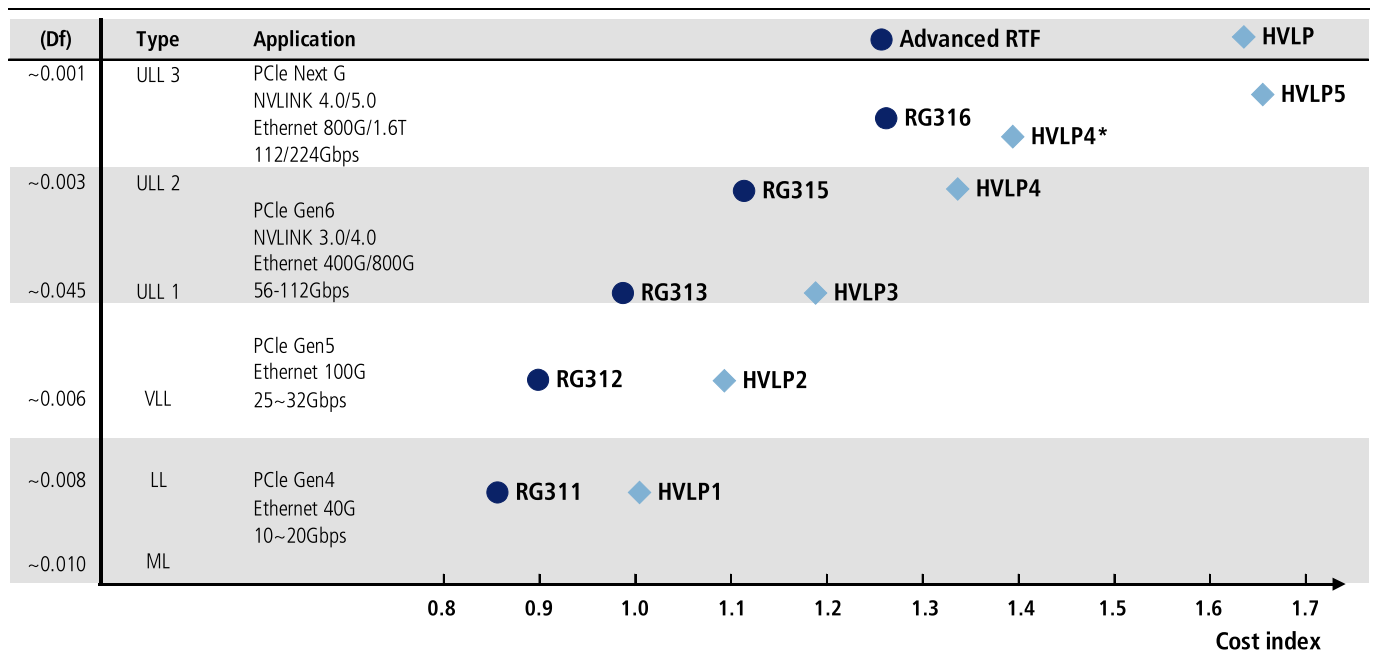 (Df) Type Application Advanced RTF HVLP
~0.001 ULL 3 PCIe Next G
HVLP5
NVLINK 4.0/5.0
RG316
Ethernet 800G/1.6T
HVLP4*
112/224Gbps
~0.003 ULL 2 RG315 HVLP4
PCIe Gen6
NVLINK 3.0/4.0
Ethernet 400G/800G
~0.045 ULL 1 56-112Gbps RG313 HVLP3
PCIe Gen5
Ethernet 100G
RG312 HVLP2
~0.006 VLL 25~32Gbps
~0.008 LL PCIe Gen4
RG311 HVLP1
Ethernet 40G
10~20Gbps
~0.010 ML
0.8 0.9 1.0 1.1 1.2 1.3 1.4 1.5 1.6 1.7
Cost index